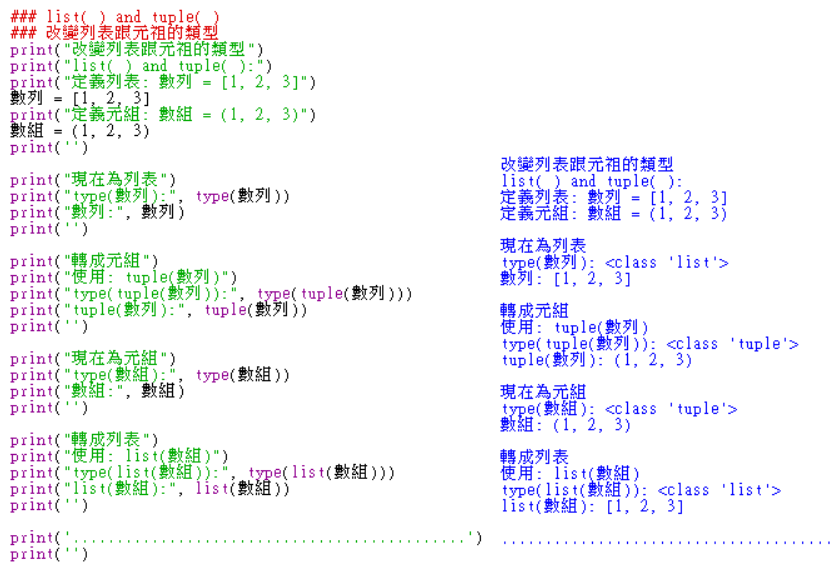 ### list( ) and tuple( )
### 改變列表跟元祖的類型
print("改變列表跟元祖的類型")
print("list( ) and tuple( ):")
print("定義列表: 數列 = [1, 2, 3]")
數列 = [1, 2, 3]
print("定義元組: 數組 = (1, 2, 3)")
數組 = (1, 2, 3)
print('')
print("現在為列表")
print("type(數列):", type(數列))
print("數列:", 數列)
print('')
print("轉成元組")
print("使用: tuple(數列)")
print("type(tuple(數列)):", type(tuple(數列)))
print("tuple(數列):", tuple(數列))
print('')
print("現在為元組")
print("type(數組):", type(數組))
print("數組:", 數組)
print('')
print("轉成列表")
print("使用: list(數組)")
print("type(list(數組)):", type(list(數組)))
print("list(數組):", list(數組))
print('')
print('............................................')
print('')
改變列表跟元祖的類型
list( ) and tuple( ):
定義列表: 數列 = [1, 2, 3]
定義元組: 數組 = (1, 2, 3)
現在為列表
type(數列): <class 'list'>
數列: [1, 2, 3]
轉成元組
使用: tuple(數列)
type(tuple(數列)): <class 'tuple'>
tuple(數列): (1, 2, 3)
現在為元組
type(數組): <class 'tuple'>
數組: (1, 2, 3)
轉成列表
使用: list(數組)
type(list(數組)): <class 'list'>
list(數組): [1, 2, 3]
.....................................